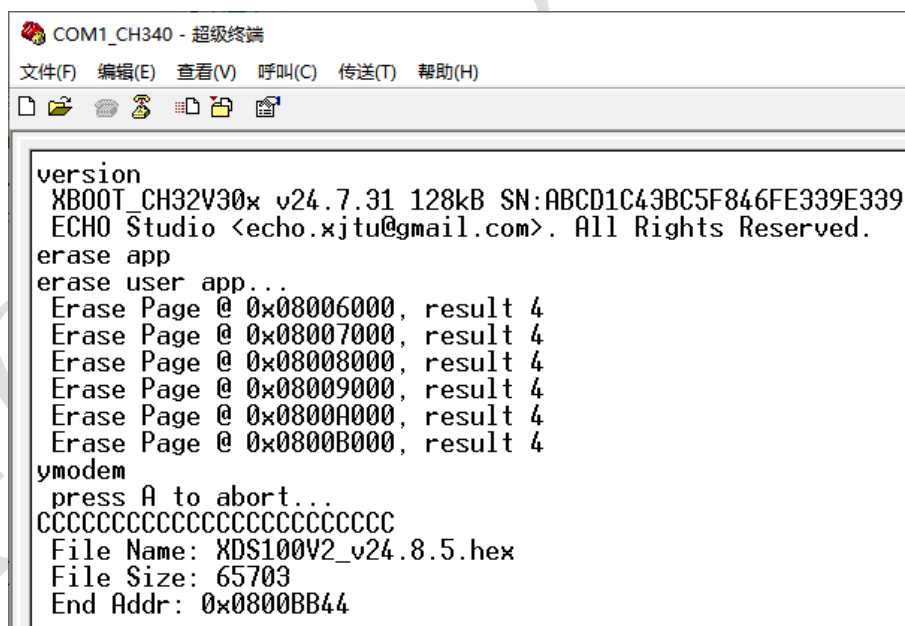 COM1_CH340 - 超级终端
文件(F) 编辑(E) 查看(V) 呼叫(C) 传送(T) 帮助(H)
version
XBOOT_CH32V30x v24.7.31 128kB SN:ABCD1C43BC5F846FE339E339
ECHO Studio <echo.xjtu@gmail.com>. All Rights Reserved.
erase app
erase user app...
Erase Page @ 0x08006000, result 4
Erase Page @ 0x08007000, result 4
Erase Page @ 0x08008000, result 4
Erase Page @ 0x08009000, result 4
Erase Page @ 0x0800A000, result 4
Erase Page @ 0x0800B000, result 4
ymodem
press A to abort...
CCCCCCCCCCCCCCCCCCCCCCCC
File Name: XDS100V2_v24.8.5.hex
File Size: 65703
End Addr: 0x0800BB44